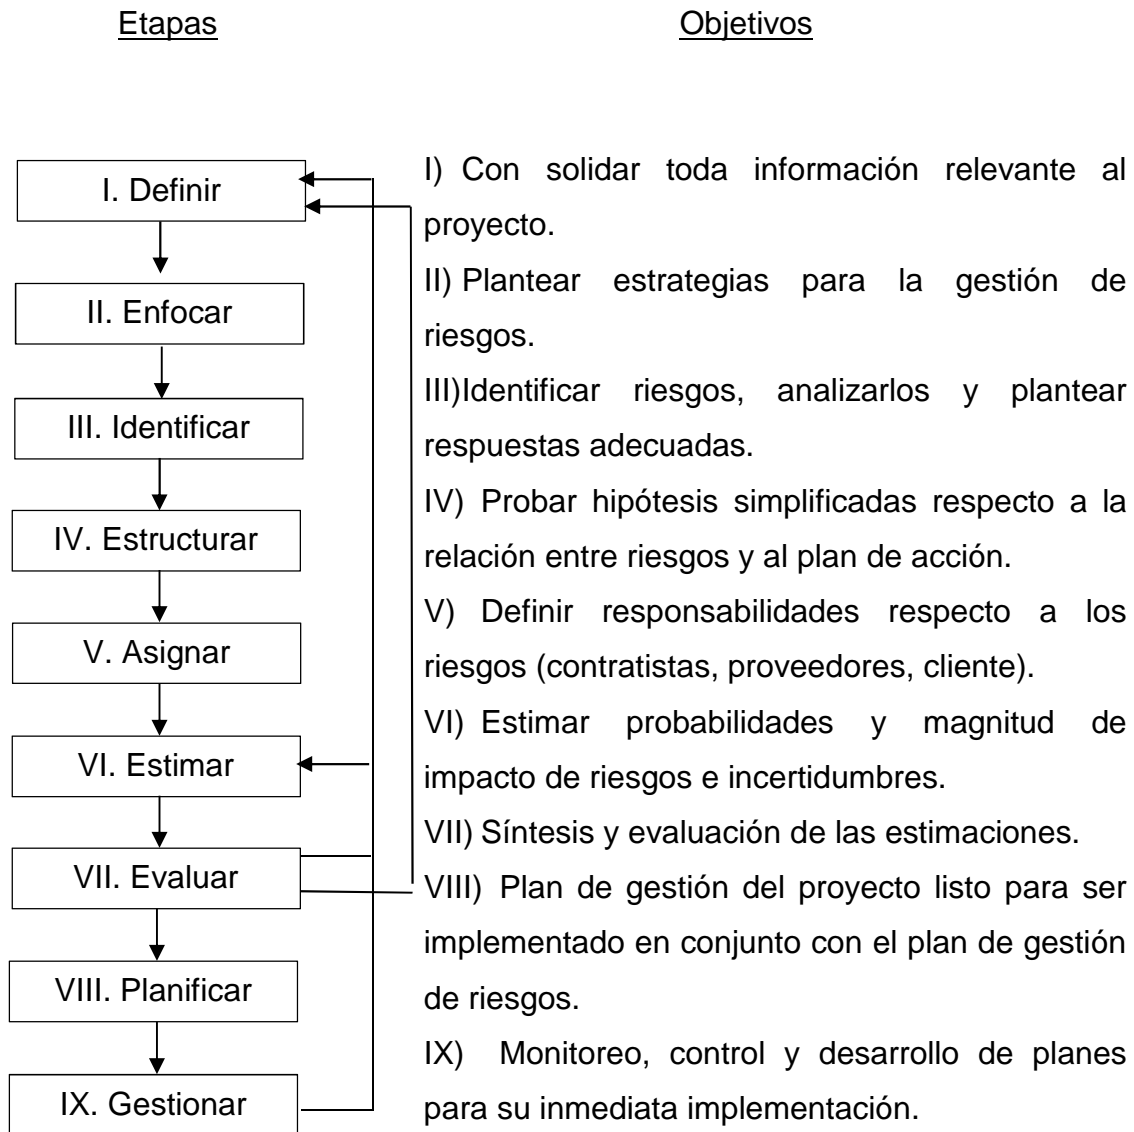 Etapas
Objetivos
I. Definir
II. Enfocar
III. Identificar
IV. Estructurar
V. Asignar
VI. Estimar
VII. Evaluar
VIII. Planificar
IX. Gestionar
I) Con solidar toda información relevante al
proyecto.
II) Plantear estrategias para la gestión de
riesgos.
III)Identificar riesgos, analizarlos y plantear
respuestas adecuadas.
IV) Probar hipótesis simplificadas respecto a la
relación entre riesgos y al plan de acción.
V) Definir responsabilidades respecto a los
riesgos (contratistas, proveedores, cliente).
VI) Estimar probabilidades y magnitud de
impacto de riesgos e incertidumbres.
VII) Síntesis y evaluación de las estimaciones.
VIII) Plan de gestión del proyecto listo para ser
implementado en conjunto con el plan de gestión
de riesgos.
IX) Monitoreo, control y desarrollo de planes
para su inmediata implementación.